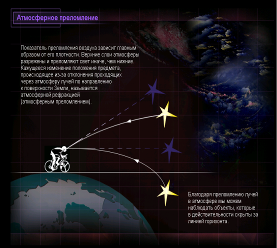 Атмосферное преломление
Показатель преломления воздуха зависит главным
образом от его плотности. Верхние слои атмосферы
разрежены и преломляют свет иначе, чем нижние.
Кажущееся изменение положения предмета,
происходящее из-за отклонения проходящих
через атмосферу лучей по направлению
к поверхности Земли, называется
атмосферной рефракцией
(атмосферным преломлением).
Благодаря преломлению лучей
в атмосфере мы можем
наблюдать объекты, которые
в действительности скрыты за
линией горизонта